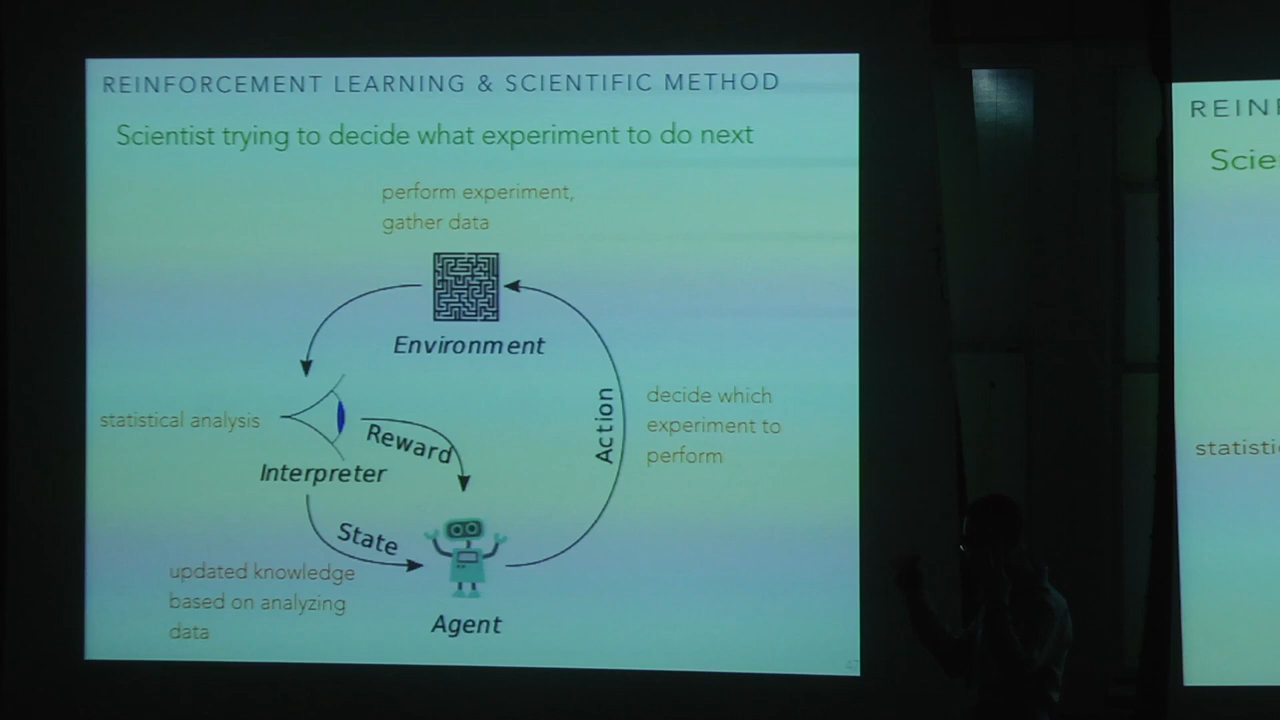 REINFORCEMENT LEARNING & SCIENTIFIC METHOD
Scientist trying to decide what experiment to do next
perform experiment,
gather data
Environment
statistical analysis
Reward
Interpreter
Action
decide which
experiment to
perform
State
updated knowledge
based on analyzing
data
Agent
47
REIN
Scie
statisti